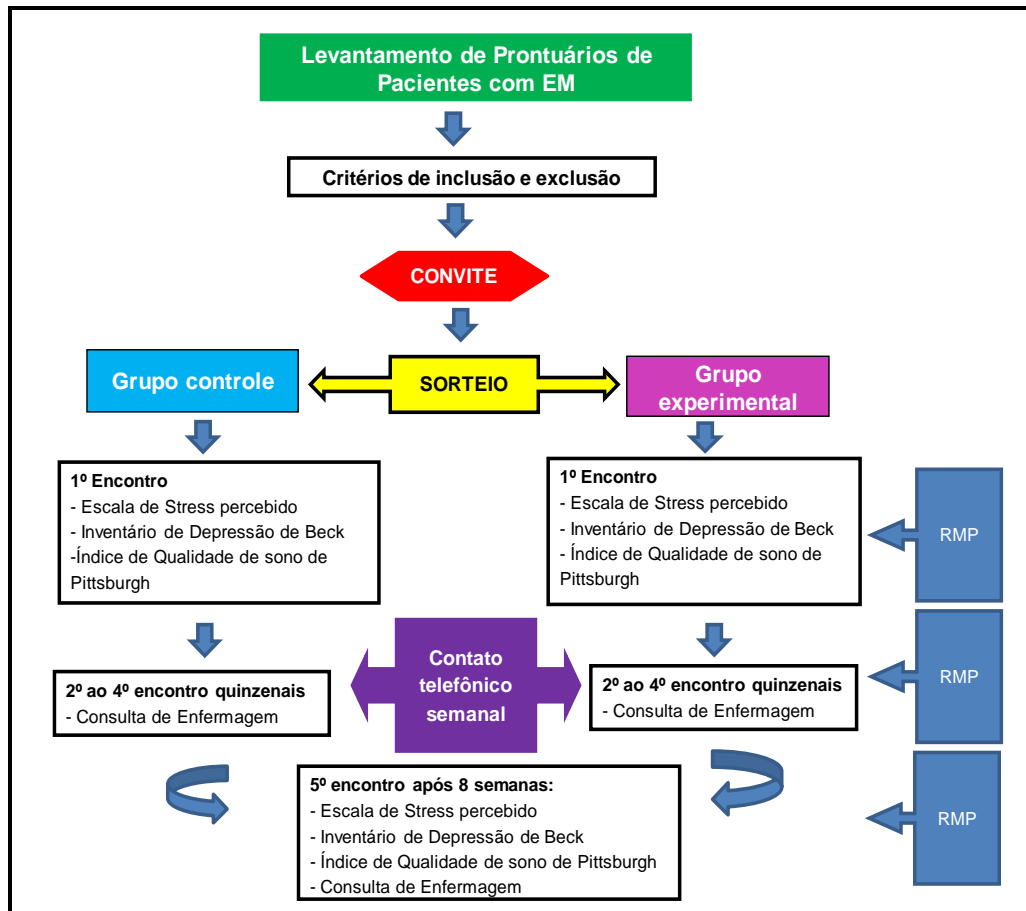 Levantamento de Prontuários de
Pacientes com EM
Critérios de inclusão e exclusão
CONVITE
Grupo controle
SORTEIO
Grupo
experimental
1º Encontro
- Escala de Stress percebido
- Inventário de Depressão de Beck
-Índice de Qualidade de sono de
Pittsburgh
1º Encontro
- Escala de Stress percebido
- Inventário de Depressão de Beck
- Índice de Qualidade de sono de
Pittsburgh
RMP
2º ao 4º encontro quinzenais
- Consulta de Enfermagem
Contato
telefônico
semanal
2º ao 4º encontro quinzenais
- Consulta de Enfermagem
RMP
5º encontro após 8 semanas:
- Escala de Stress percebido
- Inventário de Depressão de Beck
- Índice de Qualidade de sono de Pittsburgh
- Consulta de Enfermagem
RMP